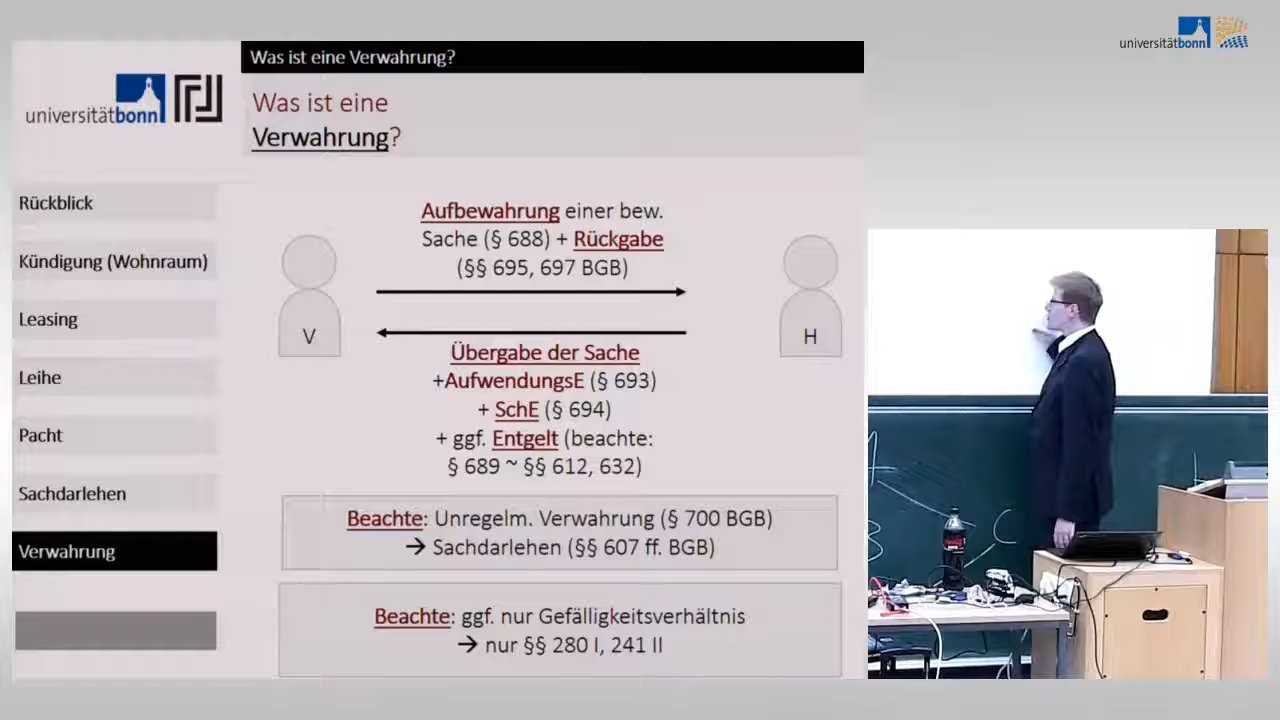 universitätbonn
Was ist eine Verwahrung?
universitätbonn
Was ist eine
Verwahrung?
Rückblick
Kündigung (Wohnraum)
Leasing
Leihe
Pacht
Sachdarlehen
Verwahrung
Aufbewahrung einer bew.
Sache (§ 688) + Rückgabe
(§§ 695, 697 BGB)
V
H
Übergabe der Sache
+AufwendungsE (§ 693)
+ SchE (§ 694)
+ ggf. Entgelt (beachte:
§ 689 ~ §§ 612, 632)
Beachte: Unregelm. Verwahrung (§ 700 BGB)
→ Sachdarlehen (§§ 607 ff. BGB)
Beachte: ggf. nur Gefälligkeitsverhältnis
→ nur §§ 280 I, 241 II
A
B
C